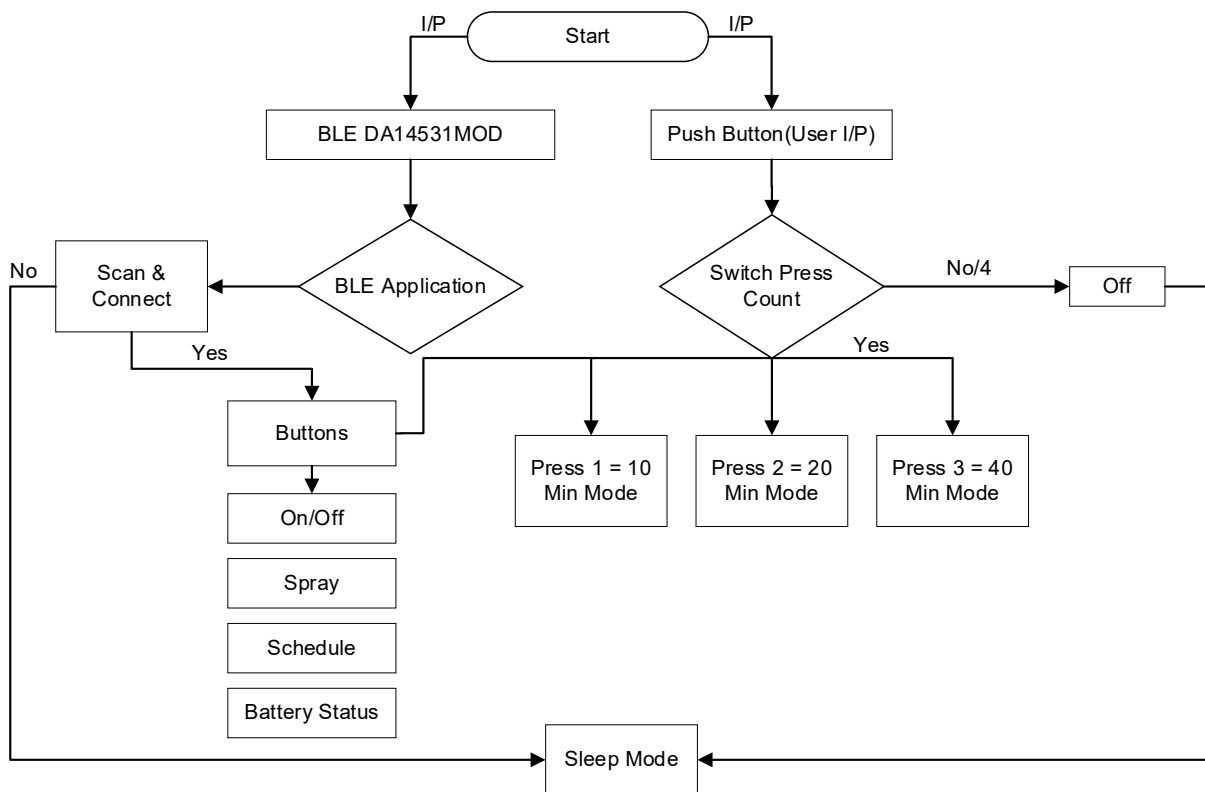 I/P
Start
I/P
BLE DA14531MOD
Push Button(User I/P)
No
Scan &
Connect
BLE Application
Switch Press
Count
No/4
Off
Yes
Yes
Buttons
Press 1 = 10
Min Mode
Press 2 = 20
Min Mode
Press 3 = 40
Min Mode
On/Off
Spray
Schedule
Battery Status
Sleep Mode